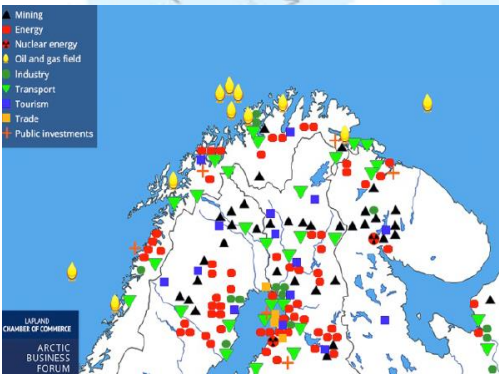 Mining
Energy
Nuclear energy
Oil and gas field
Industry
Transport
Tourism
Trade
Public investments
LAPLAND
CHAMBER OF COMMERCE
ARCTIC
BUSINESS
FORUM